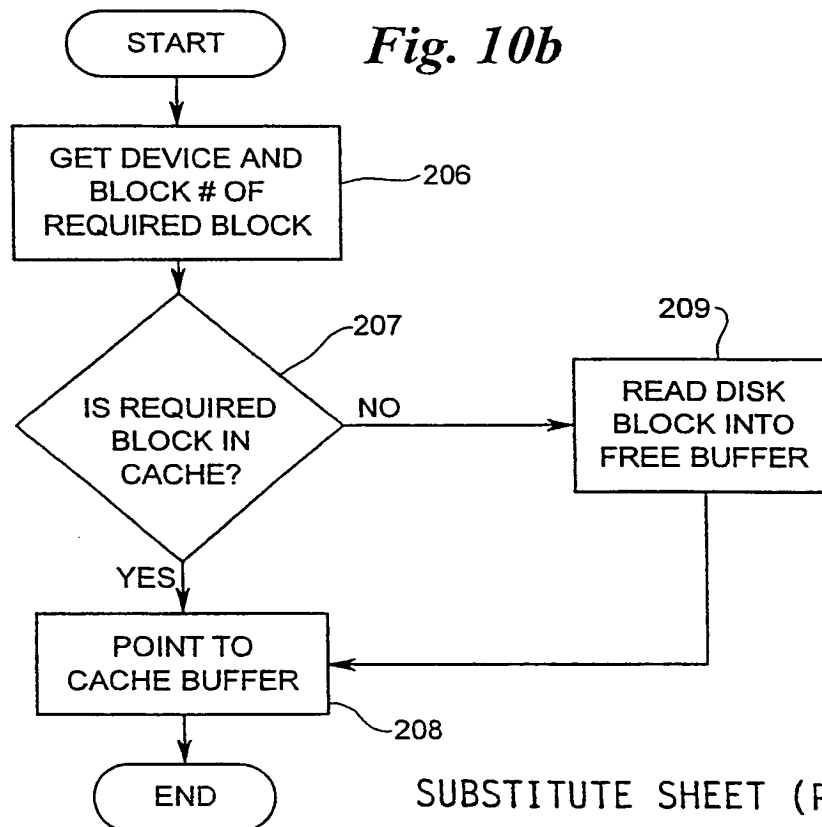 START
Fig. 10b
GET DEVICE AND
BLOCK # OF
REQUIRED BLOCK
206
207
IS REQUIRED
BLOCK IN
CACHE?
NO
209
READ DISK
BLOCK INTO
FREE BUFFER
YES
POINT TO
CACHE BUFFER
208
END
SUBSTITUTE SHEET (